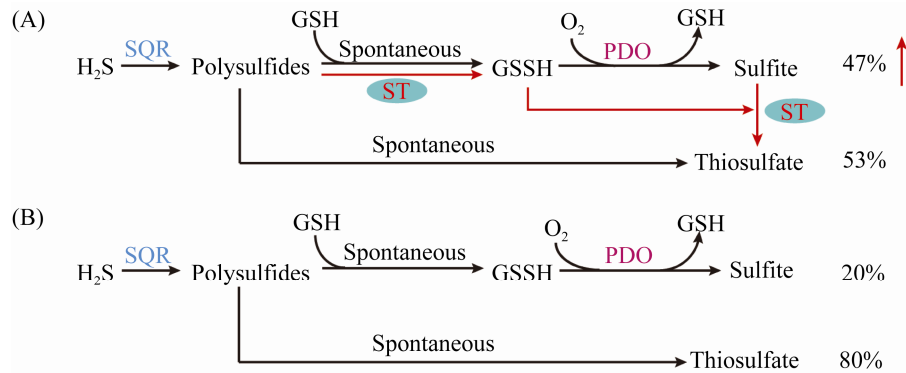 (A)
GSH
O₂
GSH
SQR
Spontaneous
PDO
H₂S
Polysulfides
GSSH
Sulfite
47%
ST
ST
Spontaneous
Thiosulfate
53%
(B)
GSH
O₂
GSH
SQR
Spontaneous
PDO
H₂S
Polysulfides
GSSH
Sulfite
20%
Spontaneous
Thiosulfate
80%